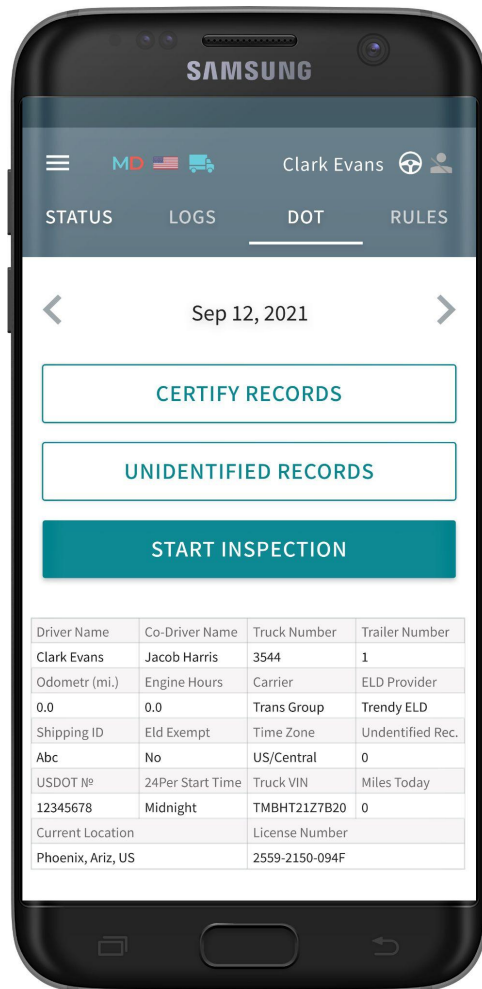 SAMSUNG
MD Clark Evans
STATUS LOGS DOT RULES
Sep 12, 2021
CERTIFY RECORDS
UNIDENTIFIED RECORDS
START INSPECTION
Driver Name Co-Driver Name Truck Number Trailer Number
Clark Evans Jacob Harris 3544 1
Odometr (mi.) Engine Hours Carrier ELD Provider
0.0 0.0 Trans Group Trendy ELD
Shipping ID Eld Exempt Time Zone Undentified Rec.
Abc No US/Central 0
USDOT № 24Per Start Time Truck VIN Miles Today
12345678 Midnight TMBHT21Z7B20 0
Current Location License Number
Phoenix, Ariz, US 2559-2150-094F